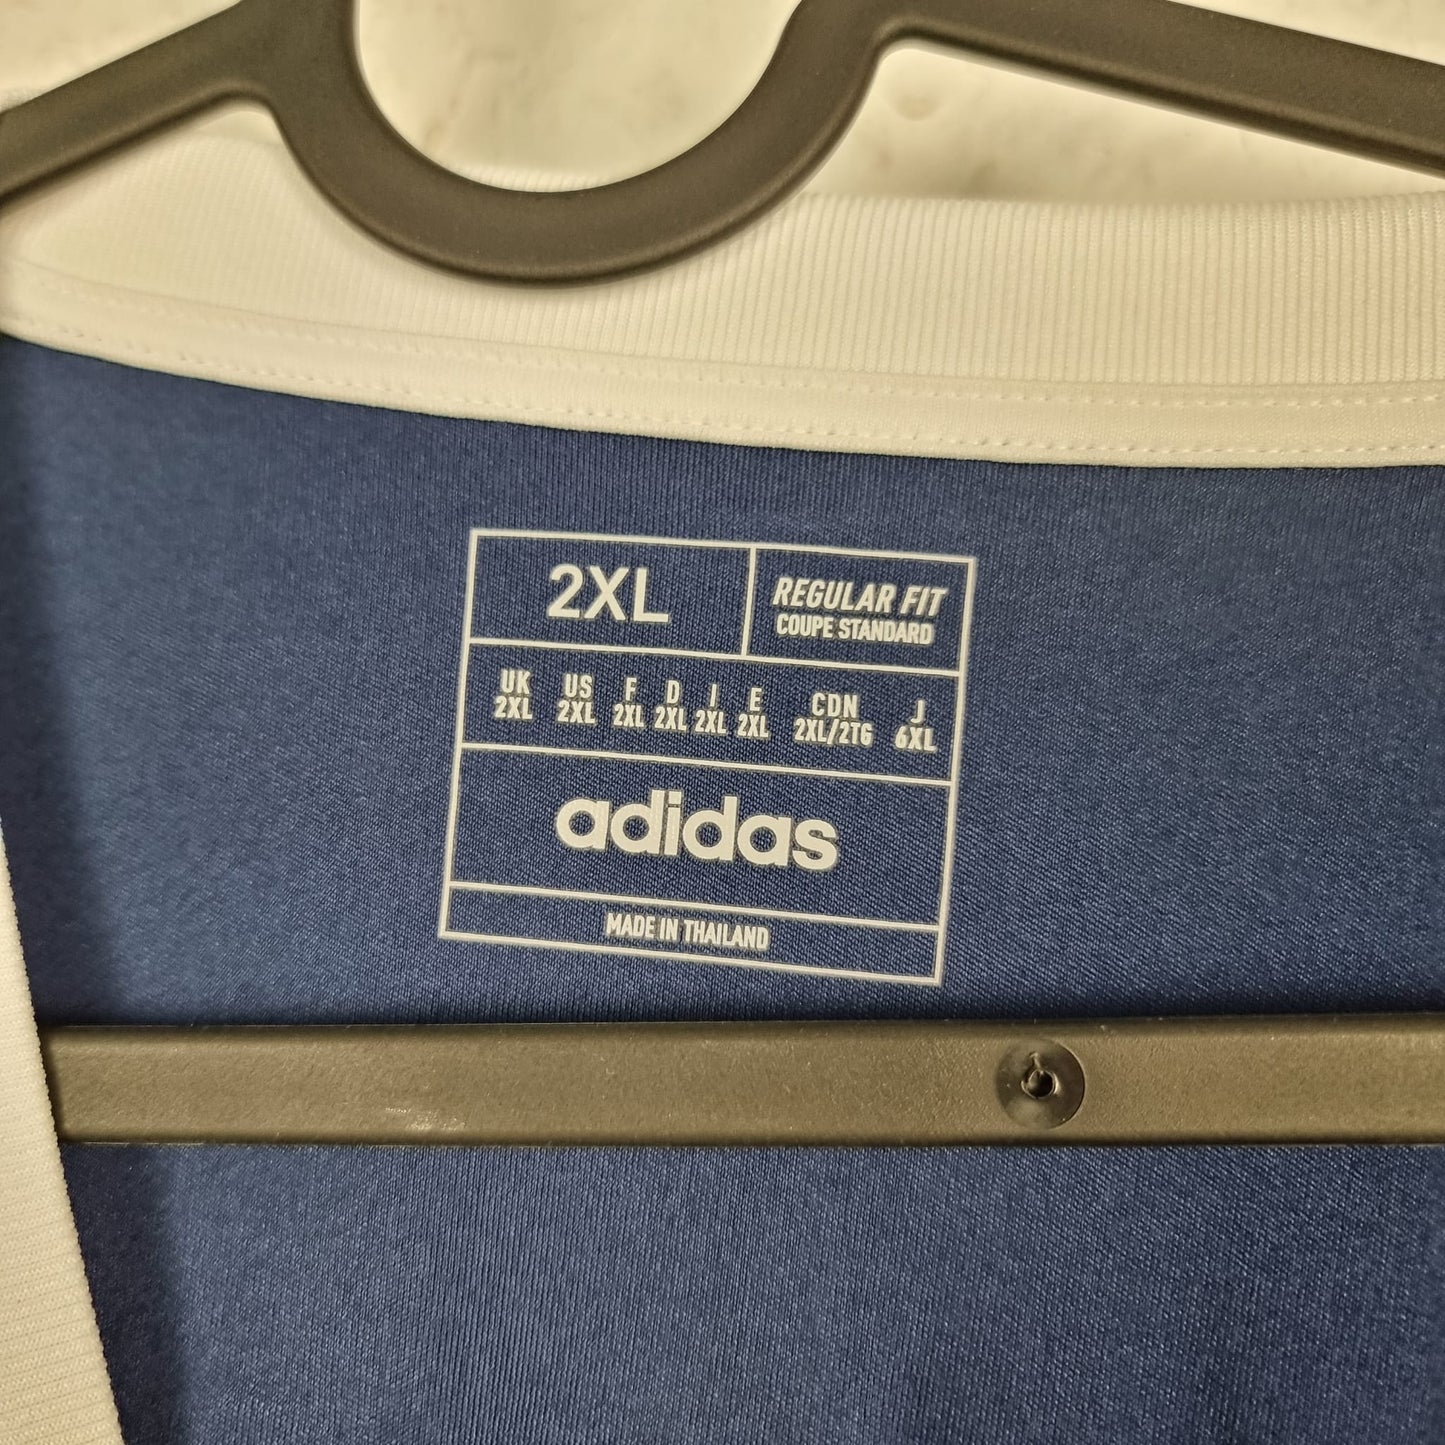 2XL
REGULAR FIT
COUPE STANDARD
UK US F D I E CDN J
2XL 2XL 2XL 2XL 2XL 2XL 2XL/2TG 6XL
adidas
MADE IN THAILAND